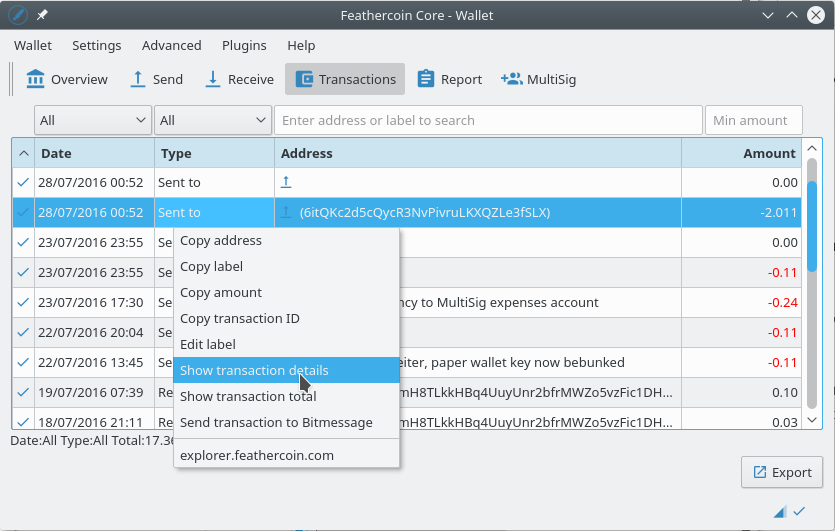 Feathercoin Core - Wallet
Wallet Settings Advanced Plugins Help
Overview Send Receive Transactions Report MultiSig
All All Enter address or label to search Min amount
Date Type Address Amount
28/07/2016 00:52 Sent to 0.00
28/07/2016 00:52 Sent to (6itQKc2d5cQycR3NvPivruLKXQZLe3fSLX) -2.011
23/07/2016 23:55 Se 0.00
23/07/2016 23:55 Se -0.11
23/07/2016 17:30 Se ncy to MultiSig expenses account -0.24
22/07/2016 20:04 Se -0.11
22/07/2016 13:45 Se eiter, paper wallet key now bebunked -0.11
19/07/2016 07:39 Re mH8TLkkHBq4UuyUnr2bfrMWZo5vzFic1DH... 0.10
18/07/2016 21:11 Re mH8TLkkHBq4UuyUnr2bfrMWZo5vzFic1DH... 0.03
Copy address
Copy label
Copy amount
Copy transaction ID
Edit label
Show transaction details
Show transaction total
Send transaction to Bitmessage
explorer.feathercoin.com
Date:All Type:All Total:17.36
Export